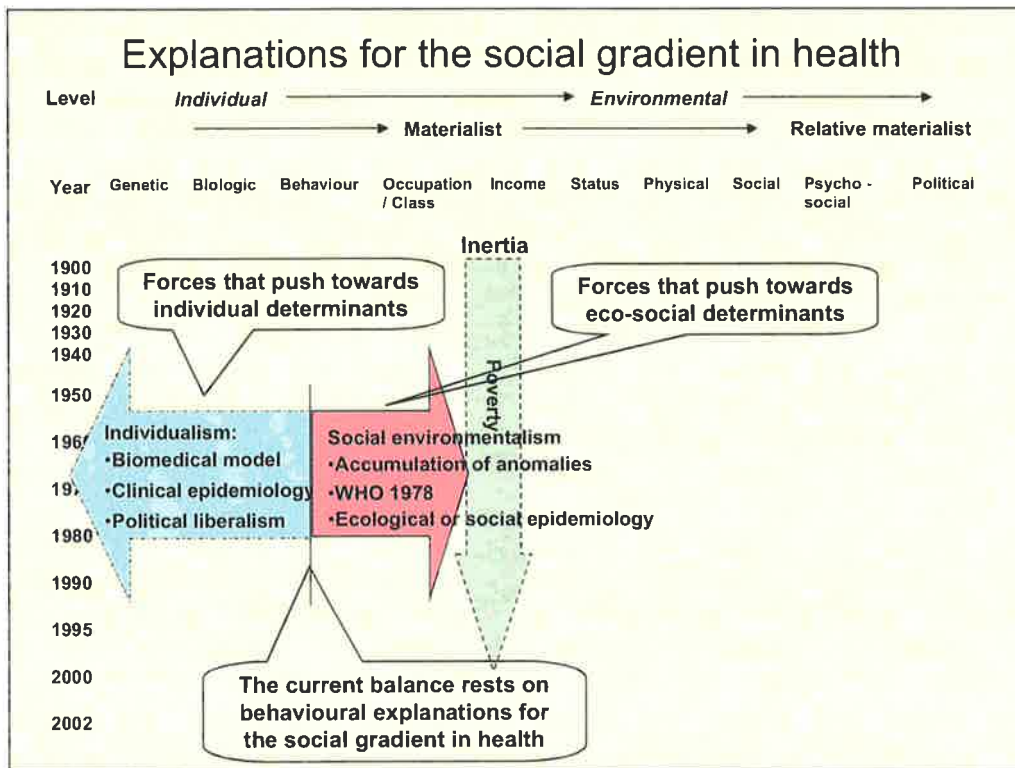 Explanations for the social gradient in health
Level Individual Environmental
Materialist Relative materialist
Year Genetic Biologic Behaviour Occupation / Class Income Status Physical Social Psycho - social Political
Inertia
1900
1910
1920
1930
1940
1950
1980
1990
1995
2000
2002
Forces that push towards
individual determinants
Forces that push towards
eco-social determinants
Poverty
Individualism:
•Biomedical model
•Clinical epidemiology
•Political liberalism
Social environmentalism
•Accumulation of anomalies
•WHO 1978
•Ecological or social epidemiology
The current balance rests on
behavioural explanations for
the social gradient in health